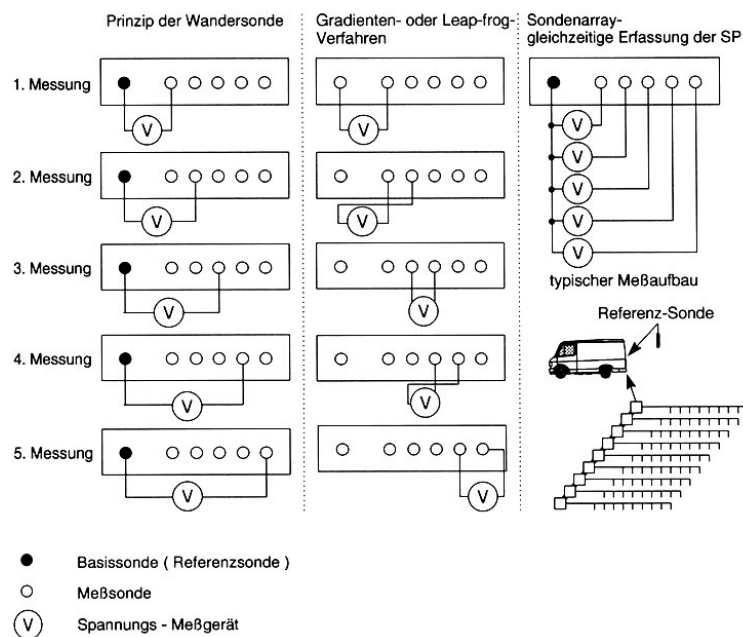 Prinzip der Wandersonde
Gradienten- oder Leap-frog-
Verfahren
Sondenarray-
gleichzeitige Erfassung der SP
1. Messung
V
V
V
V
V
V
V
2. Messung
V
V
3. Messung
V
V
typischer Meßaufbau
Referenz-Sonde
4. Messung
V
V
5. Messung
V
V
Basissonde ( Referenzsonde )
Meßsonde
V
Spannungs - Meßgerät